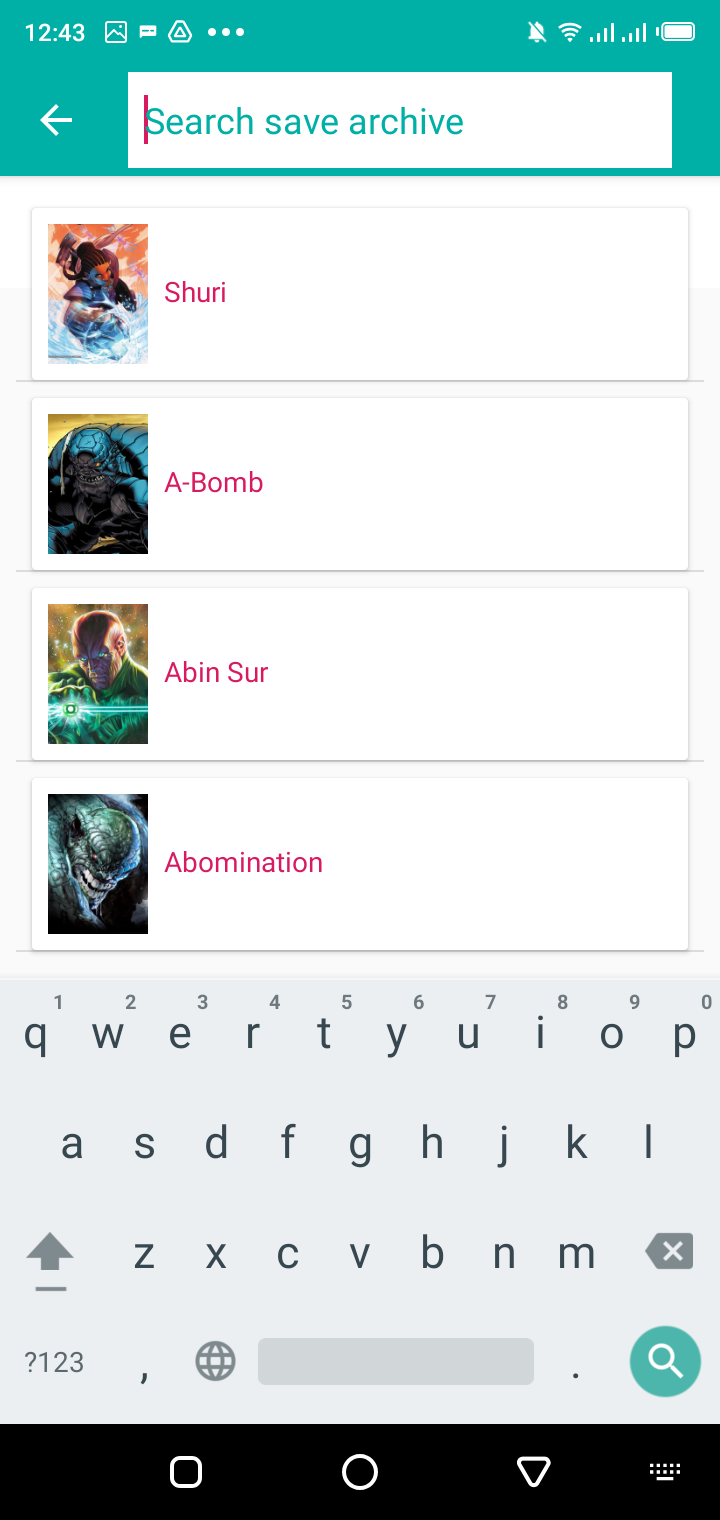 12:43
Search save archive
Shuri
A-Bomb
Abin Sur
Abomination
1 2 3 4 5 6 7 8 9 0
q w e r t y u i o p
a s d f g h j k l
z x c v b n m
?123 , .